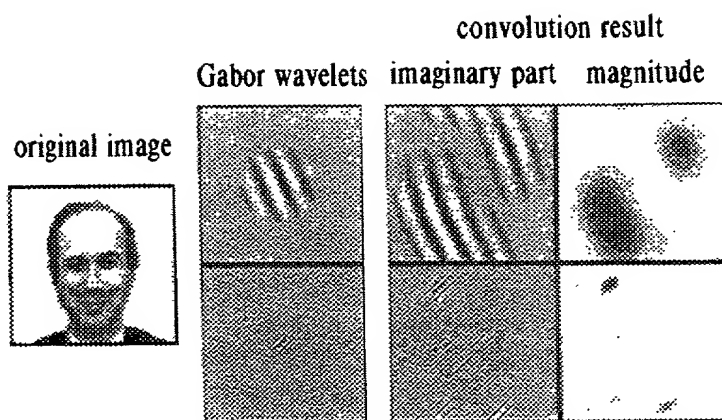 convolution result
Gabor wavelets imaginary part magnitude
original image